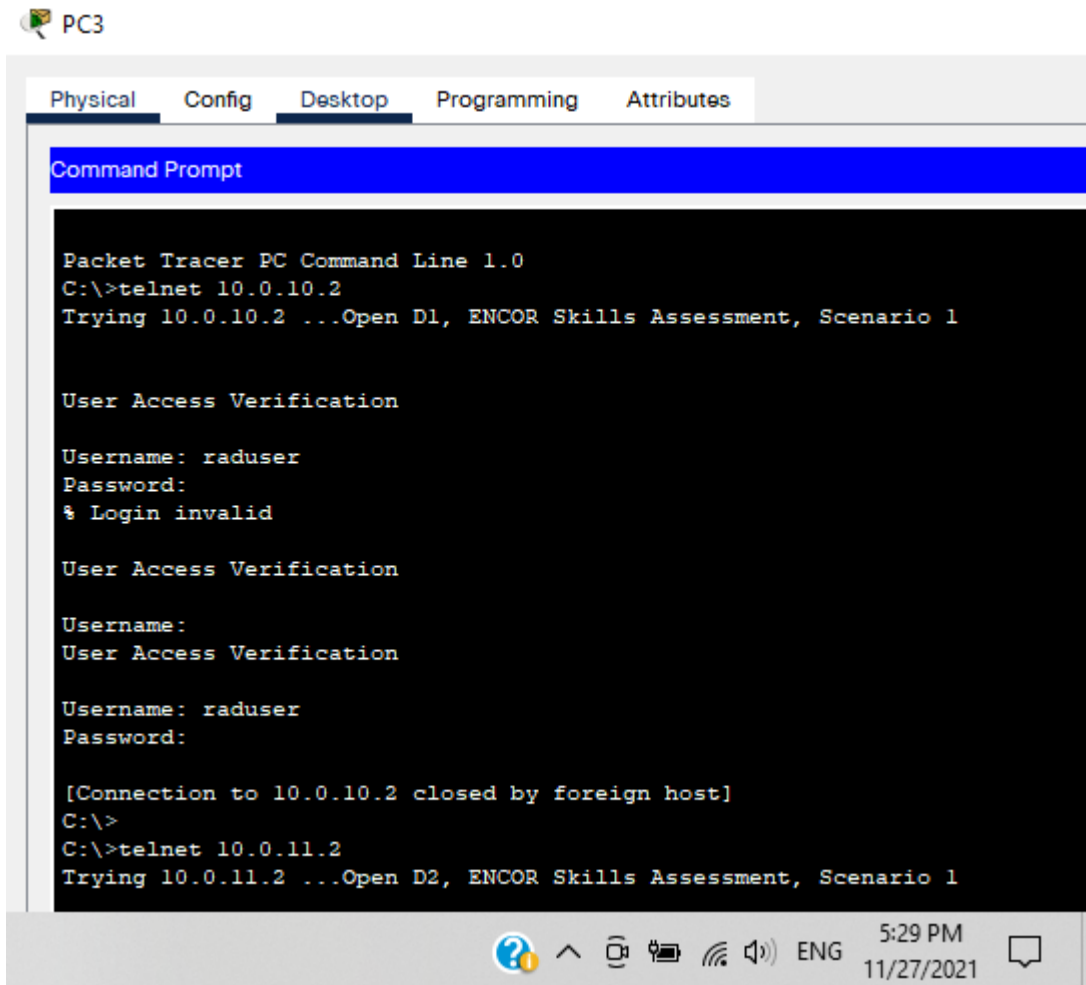 PC3
Physical Config Desktop Programming Attributes
Command Prompt
Packet Tracer PC Command Line 1.0
C:\>telnet 10.0.10.2
Trying 10.0.10.2 ...Open D1, ENCOR Skills Assessment, Scenario 1
User Access Verification
Username: raduser
Password:
% Login invalid
User Access Verification
Username:
User Access Verification
Username: raduser
Password:
[Connection to 10.0.10.2 closed by foreign host]
C:\>
C:\>telnet 10.0.11.2
Trying 10.0.11.2 ...Open D2, ENCOR Skills Assessment, Scenario 1
ENG
5:29 PM
11/27/2021